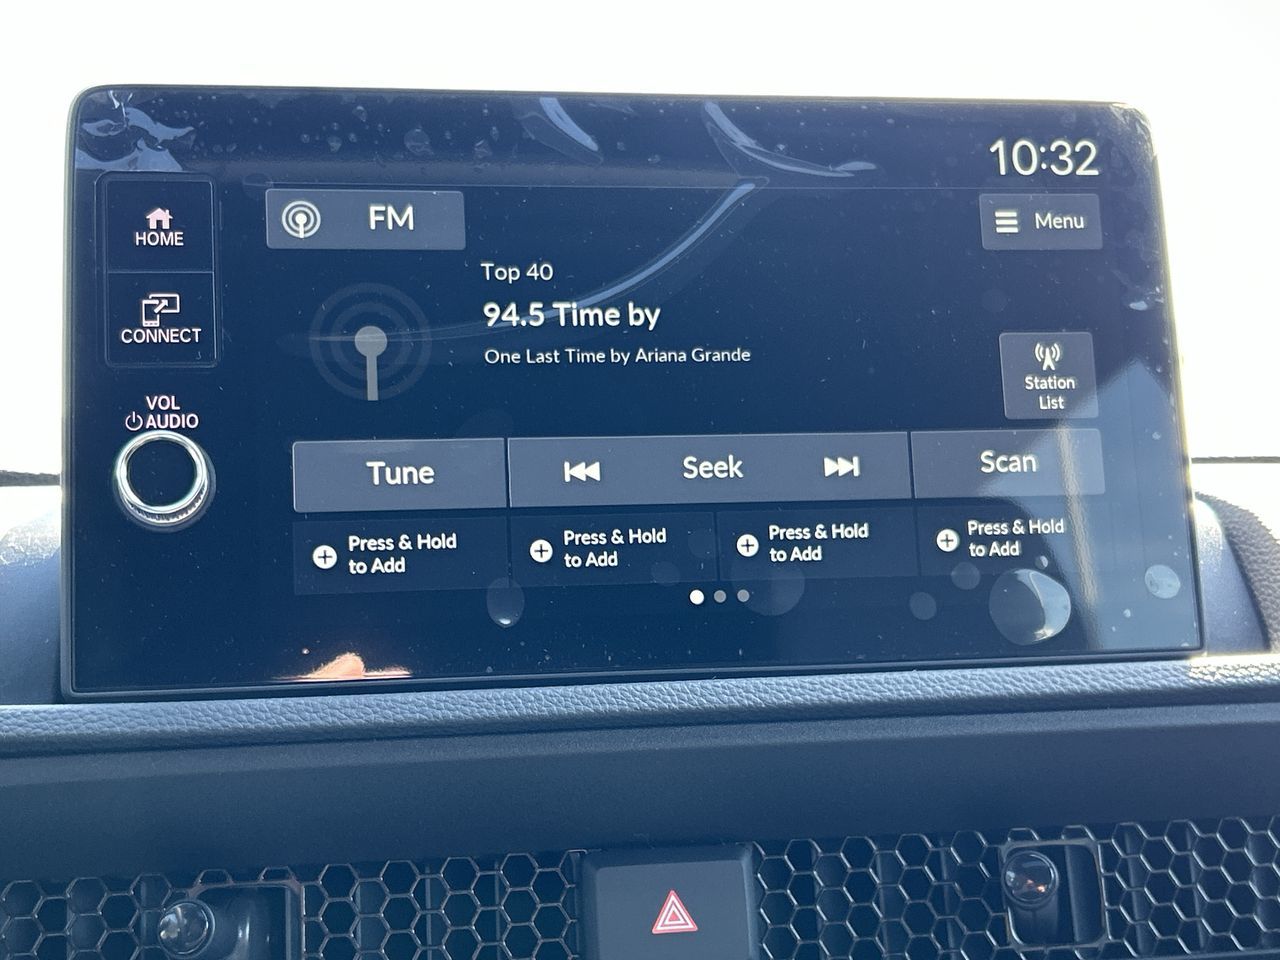 10:32
HOME
FM
Menu
Top 40
94.5 Time by
One Last Time by Ariana Grande
CONNECT
Station
List
VOL
AUDIO
Tune
Seek
Scan
Press & Hold
to Add
Press & Hold
to Add
Press & Hold
to Add
Press & Hold
to Add